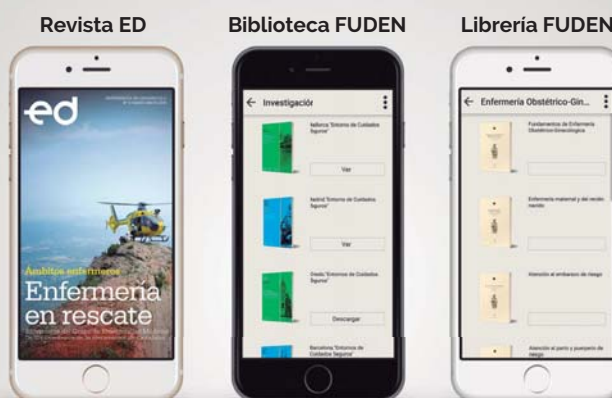 Revista ED
Biblioteca FUDEN
Librería FUDEN
ed
Ámbitos enfermeros
Enfermería
en rescate
Investigación
Mallorca "Entorno de Cuidados
Seguros"
Ver
Madrid "Entorno de Cuidados
Seguros"
Ver
Oviedo "Entornos de Cuidados
Seguros"
Descargar
Barcelona "Entornos de
Cuidados Seguros"
Enfermería Obstétrico-Gin...
Fundamentos de Enfermería
Obstétrico-Ginecológica
Enfermería maternal y del recién
nacido
Atención al embarazo de riesgo
Atención al parto y puerperio de
riesgo